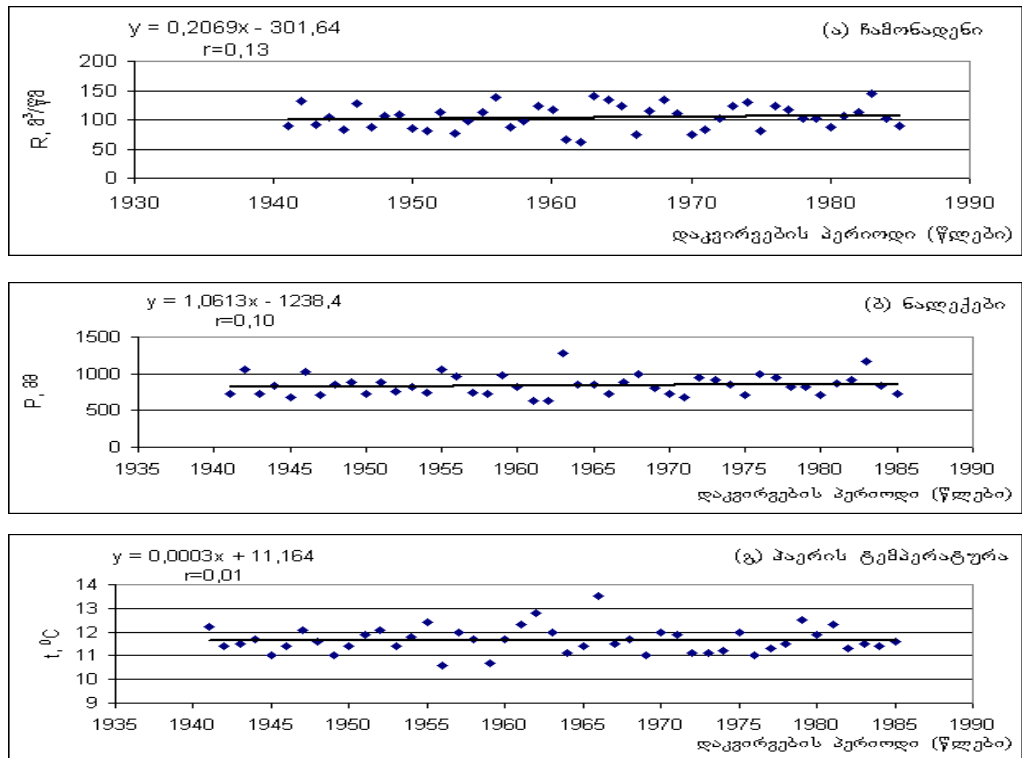 y = 0,2069x - 301,64
r=0,13
(ა) ჩამონადენი
200
150
100
50
0
R, მ³/წმ
1930 1940 1950 1960 1970 1980 1990
დაკვირვების პერიოდი (წლები)
y = 1,0613x - 1238,4
r=0,10
(ბ) ნალექები
1500
1000
500
0
P, მმ
1935 1940 1945 1950 1955 1960 1965 1970 1975 1980 1985 1990
დაკვირვების პერიოდი (წლები)
y = 0,0003x + 11,164
r=0,01
(გ) ჰაერის ტემპერატურა
14
13
12
11
10
9
t, ⁰C
1935 1940 1945 1950 1955 1960 1965 1970 1975 1980 1985 1990
დაკვირვების პერიოდი (წლები)